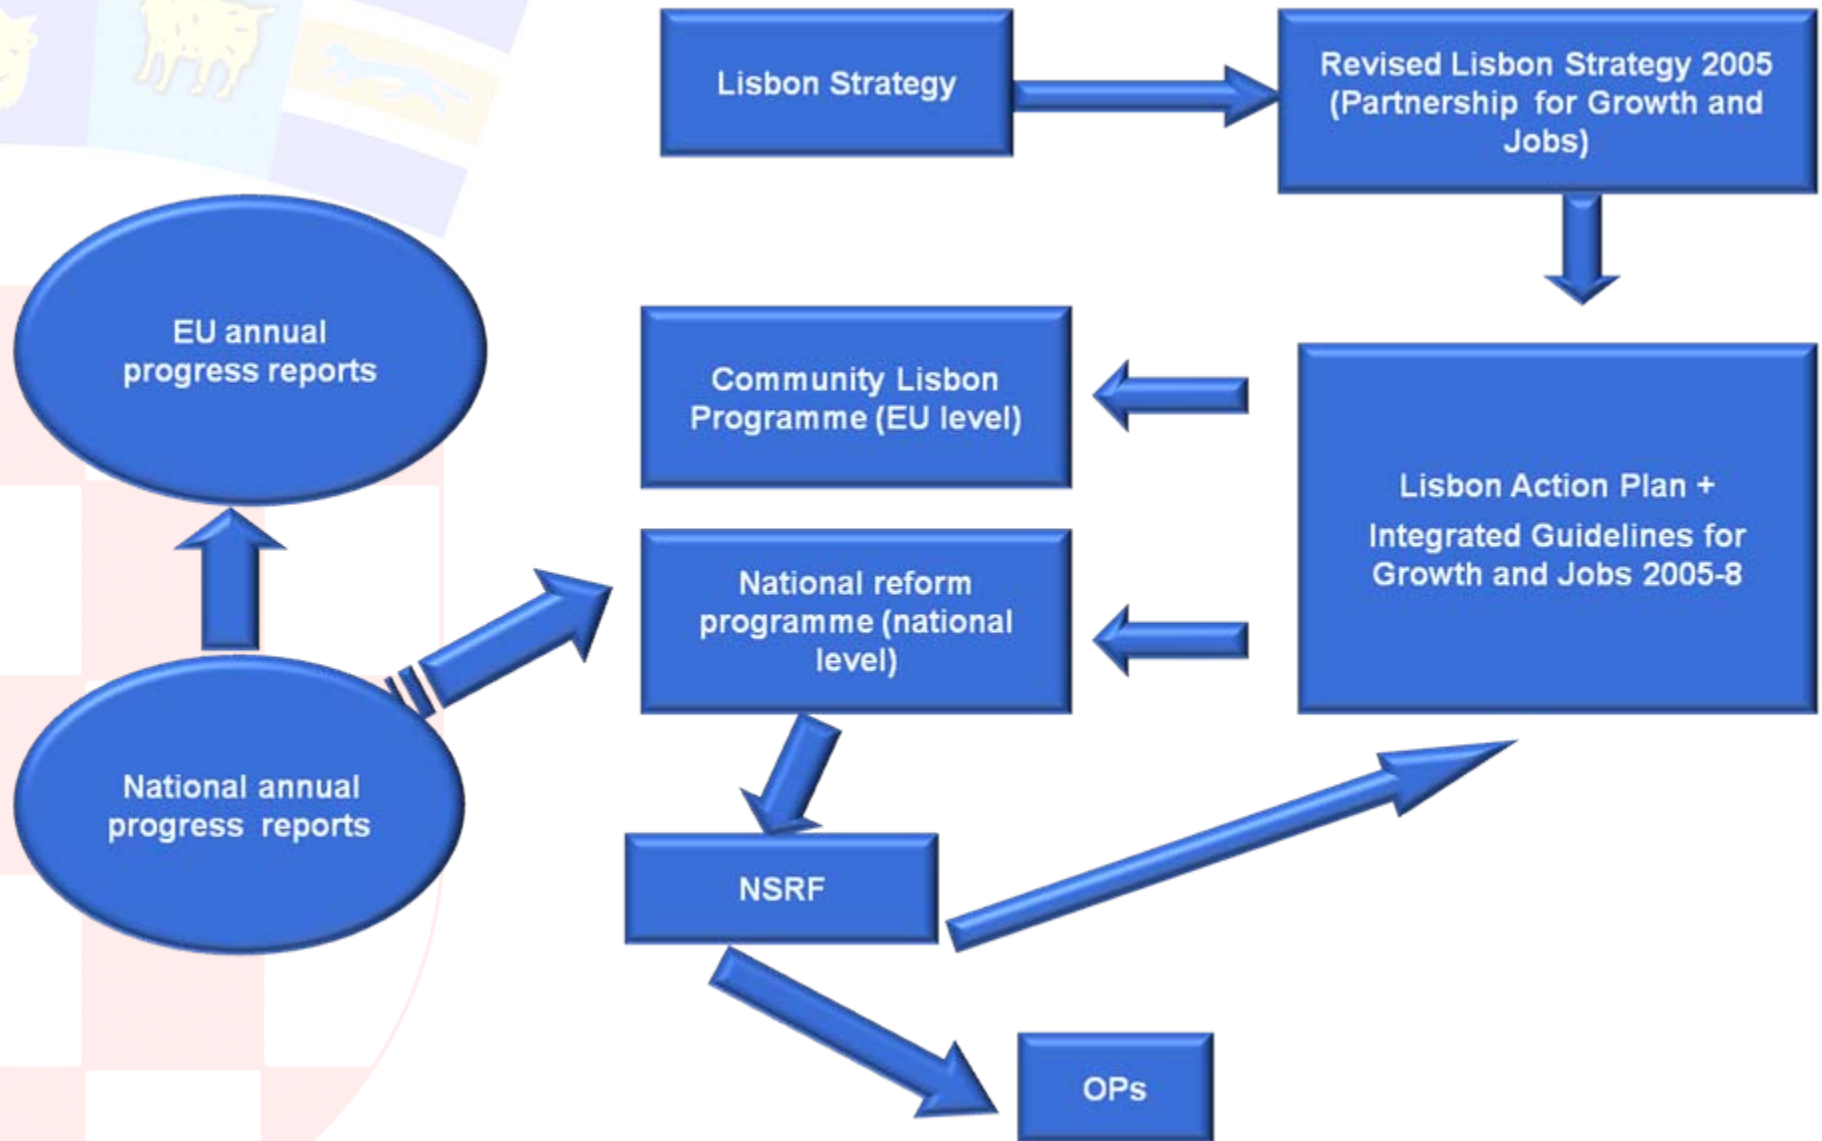 Lisbon Strategy
Revised Lisbon Strategy 2005
(Partnership for Growth and
Jobs)
EU annual
progress reports
Community Lisbon
Programme (EU level)
Lisbon Action Plan +
Integrated Guidelines for
Growth and Jobs 2005-8
National reform
programme (national
level)
National annual
progress reports
NSRF
OPs